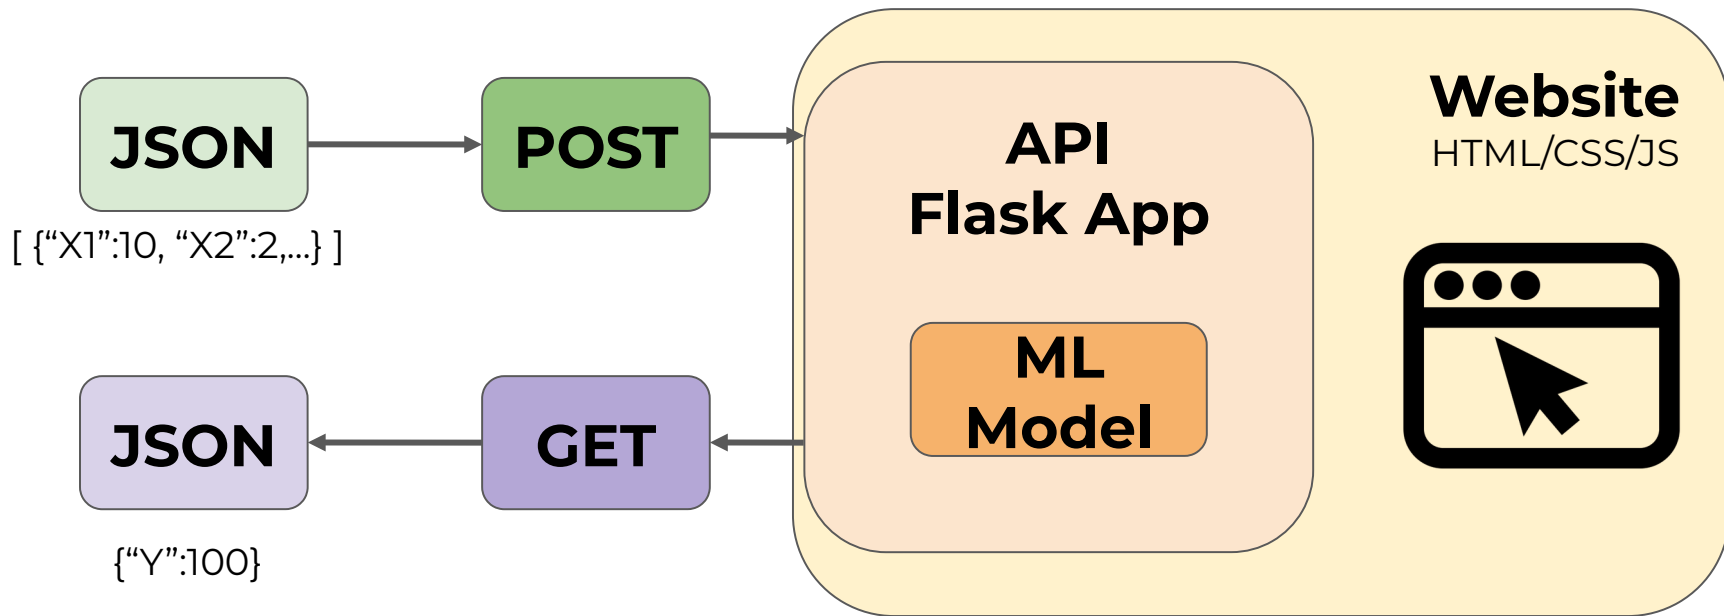 JSON
[ {“X1”:10, “X2”:2,...} ]
POST
API
Flask App
ML
Model
Website
HTML/CSS/JS
JSON
{“Y”:100}
GET